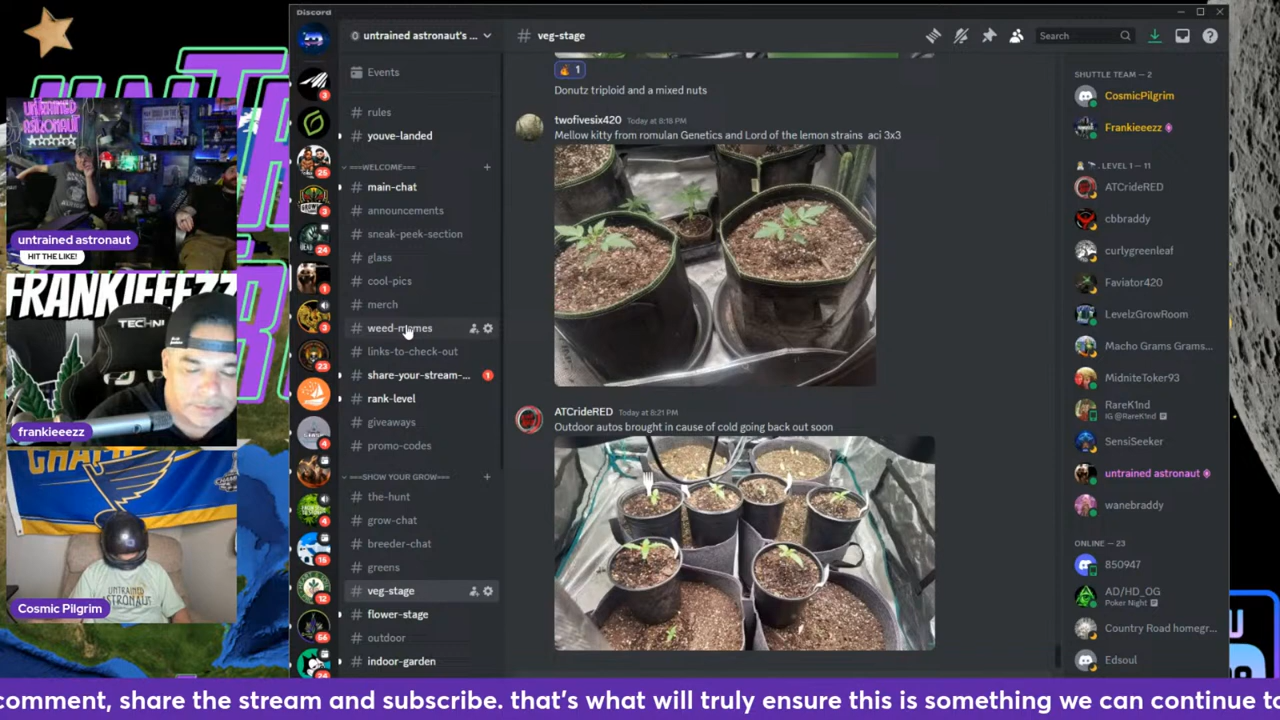 Discord
untrained astronaut's ...
# veg-stage
Search
Events
# rules
# youve-landed
===WELCOME===
# main-chat
# announcements
# sneak-peek-section
# glass
# cool-pics
# merch
# weed-memes
# links-to-check-out
# share-your-stream-...
1
# rank-level
# giveaways
# promo-codes
===SHOW YOUR GROW===
# the-hunt
# grow-chat
# breeder-chat
# greens
# veg-stage
# flower-stage
# outdoor
# indoor-garden
1
Donutz triploid and a mixed nuts
twofivesix420 Today at 8:18 PM
Mellow kitty from romulan Genetics and Lord of the lemon strains aci 3x3
ATCrideRED Today at 8:21 PM
Outdoor autos brought in cause of cold going back out soon
SHUTTLE TEAM — 2
CosmicPilgrim
Frankieeezz
LEVEL 1 — 11
ATCrideRED
cbbraddy
curlygreenleaf
Faviator420
LevelzGrowRoom
Macho Grams Grams...
MidniteToker93
RareK1nd
IG @RareK1nd
SensiSeeker
untrained astronaut
wanebraddy
ONLINE — 23
850947
AD/HD_OG
Poker Night
Country Road homegr...
Edsoul
UNTRAINED
ASTRONAUT
untrained astronaut
HIT THE LIKE!
FRANKIEEEZZ
TECHNI
frankieeezz
UNTRAINED
ASTRONAUT
Cosmic Pilgrim
comment, share the stream and subscribe. that's what will truly ensure this is something we can continue to